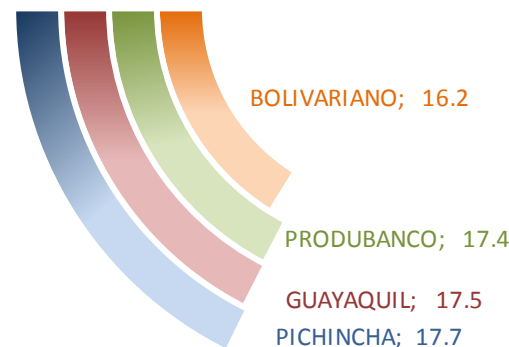 BOLIVARIANO; 16.2
PRODUBANCO; 17.4
GUAYAQUIL; 17.5
PICHINCHA; 17.7